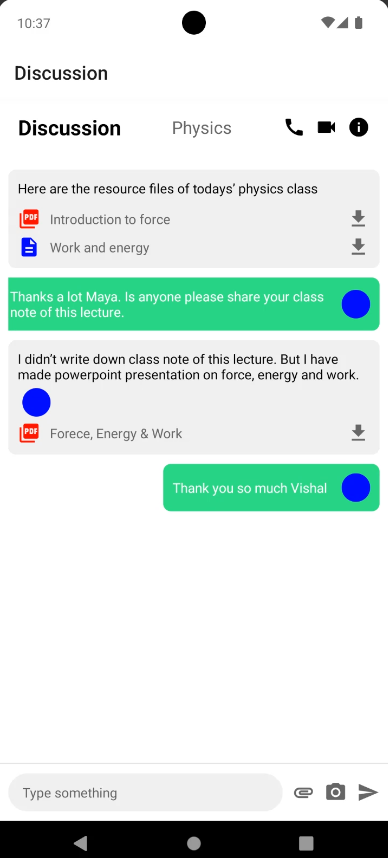 10:37
Discussion
Discussion Physics
Here are the resource files of todays' physics class
PDF Introduction to force
Work and energy
Thanks a lot Maya. Is anyone please share your class
note of this lecture.
I didn't write down class note of this lecture. But I have
made powerpoint presentation on force, energy and work.
PDF Forece, Energy & Work
Thank you so much Vishal
Type something